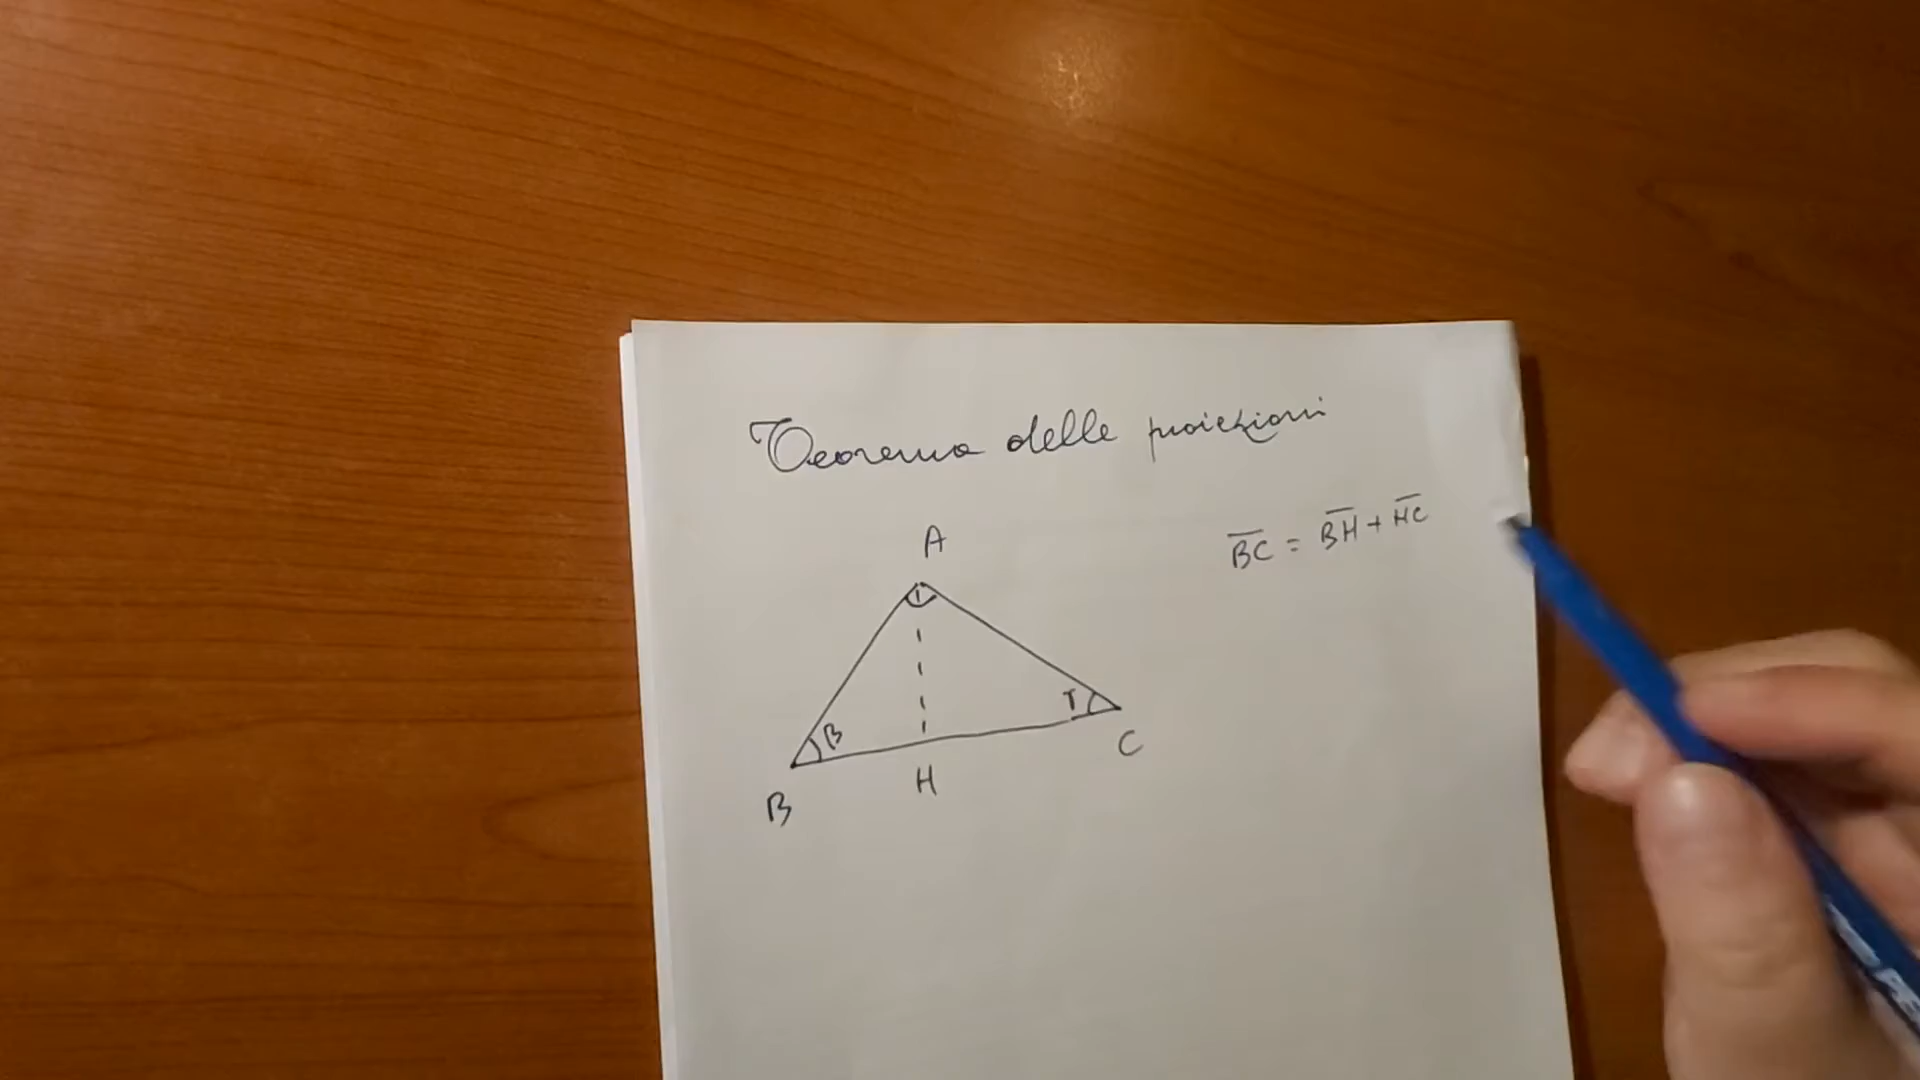 Teorema delle proiezioni
A
BC = BH + HC
β
γ
B
H
C